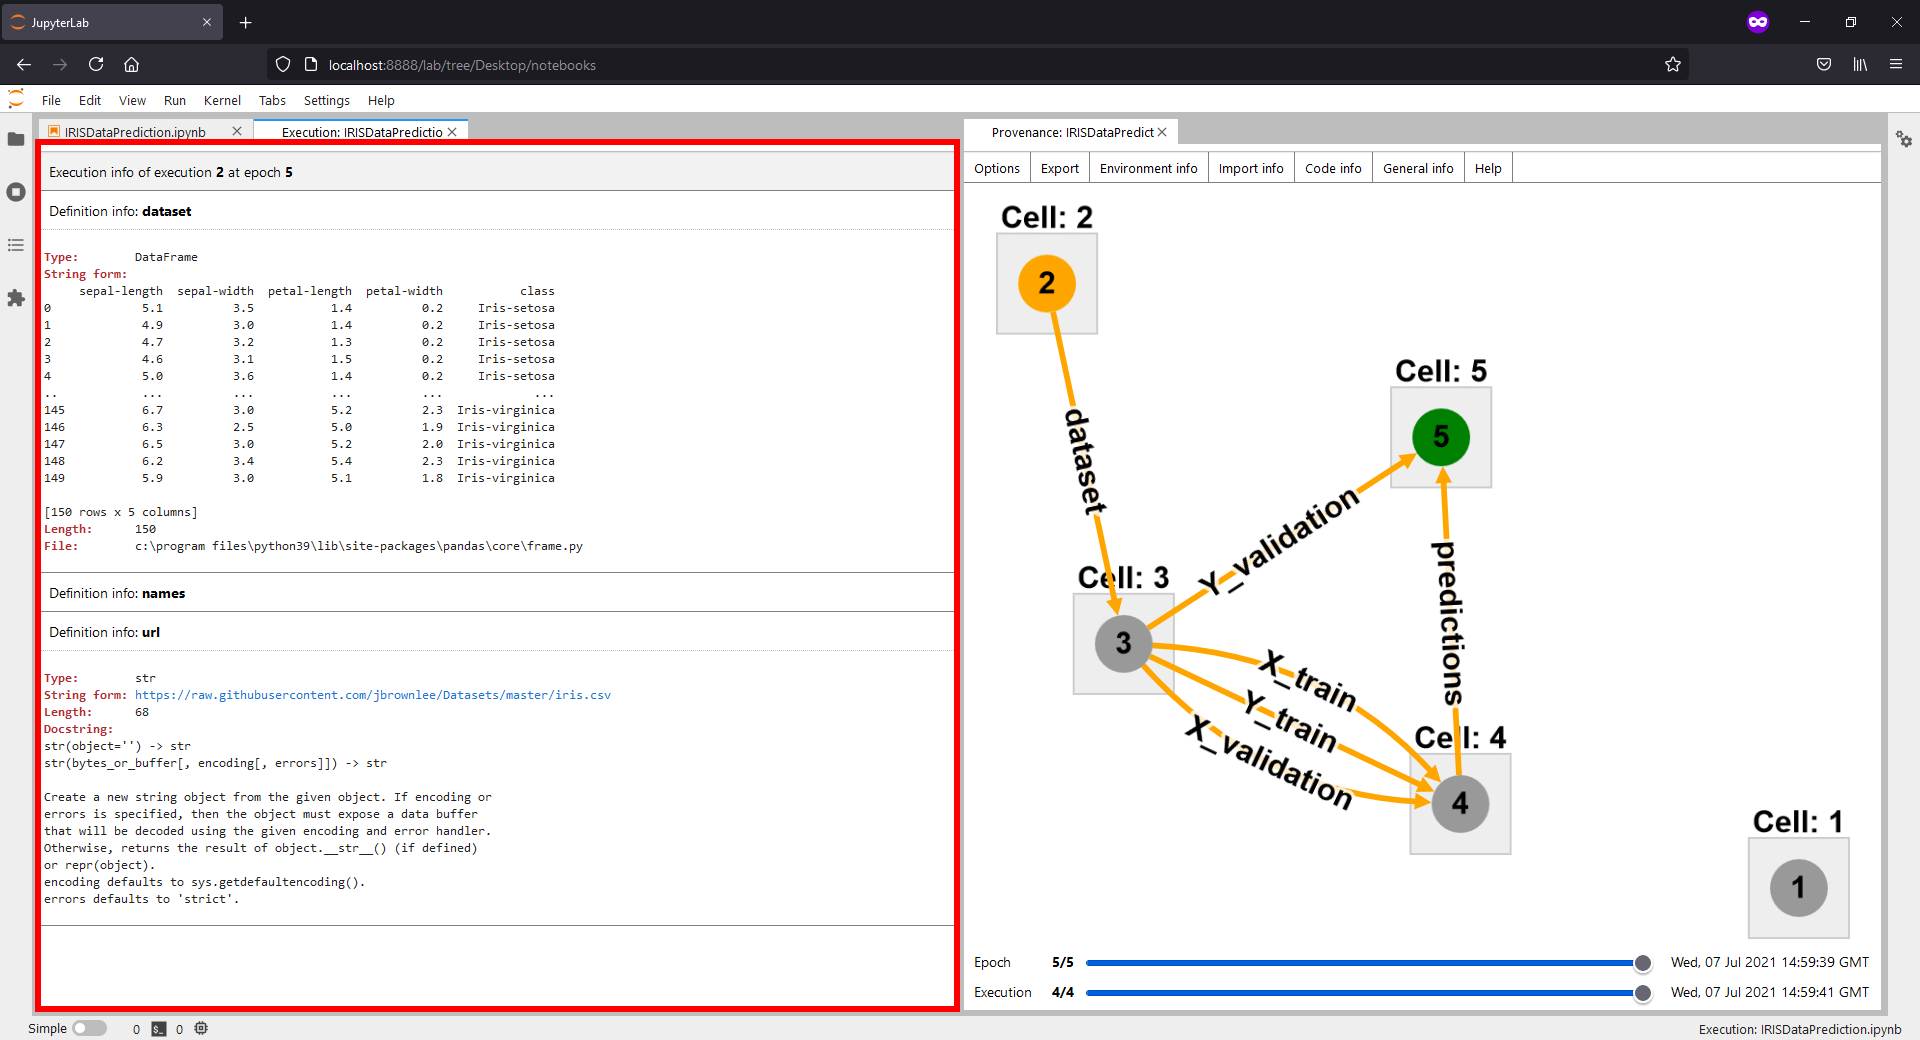 JupyterLab
localhost:8888/lab/tree/Desktop/notebooks
File Edit View Run Kernel Tabs Settings Help
IRISDataPrediction.ipynb
Execution: IRISDataPredictio
Execution info of execution 2 at epoch 5
Definition info: dataset
Type: DataFrame
String form:
sepal-length sepal-width petal-length petal-width class
0 5.1 3.5 1.4 0.2 Iris-setosa
1 4.9 3.0 1.4 0.2 Iris-setosa
2 4.7 3.2 1.3 0.2 Iris-setosa
3 4.6 3.1 1.5 0.2 Iris-setosa
4 5.0 3.6 1.4 0.2 Iris-setosa
.. ... ... ... ... ...
145 6.7 3.0 5.2 2.3 Iris-virginica
146 6.3 2.5 5.0 1.9 Iris-virginica
147 6.5 3.0 5.2 2.0 Iris-virginica
148 6.2 3.4 5.4 2.3 Iris-virginica
149 5.9 3.0 5.1 1.8 Iris-virginica
[150 rows x 5 columns]
Length: 150
File: c:\program files\python39\lib\site-packages\pandas\core\frame.py
Definition info: names
Definition info: url
Type: str
String form: https://raw.githubusercontent.com/jbrownlee/Datasets/master/iris.csv
Length: 68
Docstring:
str(object='') -> str
str(bytes_or_buffer[, encoding[, errors]]) -> str
Create a new string object from the given object. If encoding or
errors is specified, then the object must expose a data buffer
that will be decoded using the given encoding and error handler.
Otherwise, returns the result of object.__str__() (if defined)
or repr(object).
encoding defaults to sys.getdefaultencoding().
errors defaults to 'strict'.
Provenance: IRISDataPredict
Options Export Environment info Import info Code info General info Help
Cell: 2
2
dataset
Cell: 5
5
Y_validation
predictions
Cell: 3
3
X_train
Y_train
X_validation
Cell: 4
4
Cell: 1
1
Epoch 5/5 Wed, 07 Jul 2021 14:59:39 GMT
Execution 4/4 Wed, 07 Jul 2021 14:59:41 GMT
Simple 0 $_ 0
Execution: IRISDataPrediction.ipynb